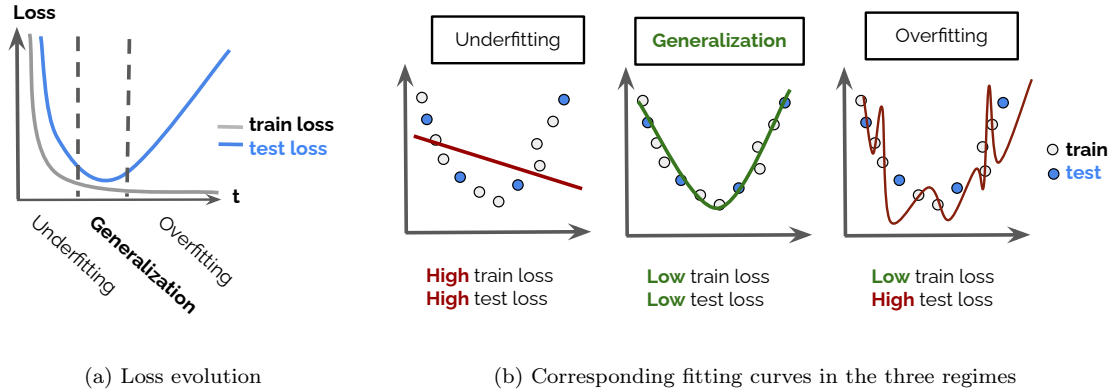 Loss
train loss
test loss
t
Underfitting
Generalization
Overfitting
(a) Loss evolution
Underfitting
Generalization
Overfitting
train
test
High train loss
High test loss
Low train loss
Low test loss
Low train loss
High test loss
(b) Corresponding fitting curves in the three regimes